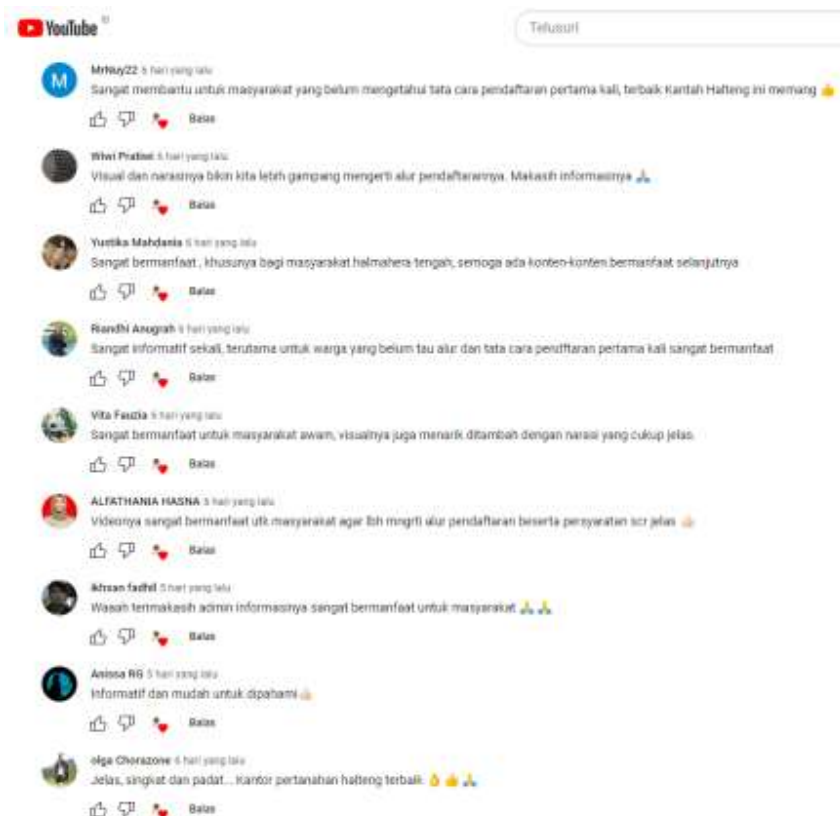 YouTube ID
Telusuri
MrNuy22 6 hari yang lalu
Sangat membantu untuk masyarakat yang belum mengetahui tata cara pendaftaran pertama kali, terbaik Kantah Halteng ini memang 👍
Balas
Wiwi Pratiwi 6 hari yang lalu
Visual dan narasinya bikin kita lebih gampang mengerti alur pendaftarannya. Makasih informasinya 🙏
Balas
Yustika Mahdania 6 hari yang lalu
Sangat bermanfaat , khusunya bagi masyarakat halmahera tengah, semoga ada konten-konten bermanfaat selanjutnya
Balas
Riandhi Anugrah 6 hari yang lalu
Sangat informatif sekali, terutama untuk warga yang belum tau alur dan tata cara pendftaran pertama kali sangat bermanfaat
Balas
Vita Fauzia 6 hari yang lalu
Sangat bermanfaat untuk masyarakat awam, visualnya juga menarik ditambah dengan narasi yang cukup jelas.
Balas
ALFATHANIA HASNA 5 hari yang lalu
Videonya sangat bermanfaat utk masyarakat agar lbh mngrti alur pendaftaran beserta persyaratan scr jelas 👍🏻
Balas
ikhsan fadhil 5 hari yang lalu
Waaah terimakasih admin informasinya sangat bermanfaat untuk masyarakat 🙏 🙏
Balas
Anissa RG 5 hari yang lalu
Informatif dan mudah untuk dipahami 👍🏻
Balas
olga Chorazone 6 hari yang lalu
Jelas, singkat dan padat... Kantor pertanahan halteng terbaik 👌 👍 🙏
Balas